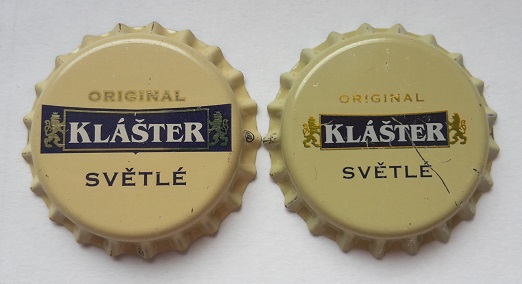 ORIGINAL
KLÁŠTER
SVĚTLÉ
ORIGINAL
KLÁŠTER
SVĚTLÉ